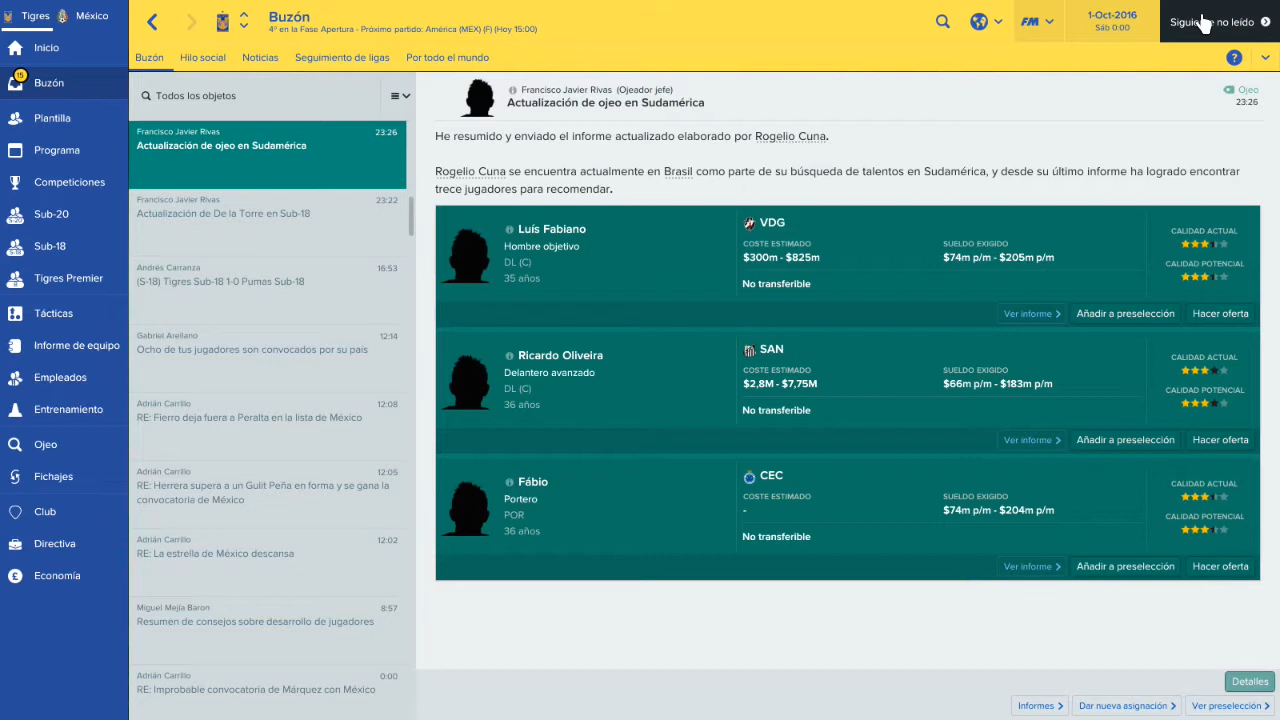 Tigres
México
Buzón
4º en la Fase Apertura - Próximo partido: América (MEX) (F) (Hoy 15:00)
FM
1-Oct-2016
Sáb 0:00
no leído
Buzón
Hilo social
Noticias
Seguimiento de ligas
Por todo el mundo
?
Inicio
15
Buzón
Plantilla
Programa
Competiciones
Sub-20
Sub-18
Tigres Premier
Tácticas
Informe de equipo
Empleados
Entrenamiento
Ojeo
Fichajes
Club
Directiva
Economía
Todos los objetos
Francisco Javier Rivas 23:26
Actualización de ojeo en Sudamérica
Francisco Javier Rivas 23:22
Actualización de De la Torre en Sub-18
Andrés Carranza 16:53
(S-18) Tigres Sub-18 1-0 Pumas Sub-18
Gabriel Arellano 12:14
Ocho de tus jugadores son convocados por su país
Adrián Carrillo 12:08
RE: Fierro deja fuera a Peralta en la lista de México
Adrián Carrillo 12:05
RE: Herrera supera a un Gulit Peña en forma y se gana la
convocatoria de México
Adrián Carrillo 12:02
RE: La estrella de México descansa
Miguel Mejía Baron 8:57
Resumen de consejos sobre desarrollo de jugadores
Adrián Carrillo 0:00
RE: Improbable convocatoria de Márquez con México
Francisco Javier Rivas (Ojeador jefe)
Actualización de ojeo en Sudamérica
Ojeo
23:26
He resumido y enviado el informe actualizado elaborado por Rogelio Cuna.
Rogelio Cuna se encuentra actualmente en Brasil como parte de su búsqueda de talentos en Sudamérica, y desde su último informe ha logrado encontrar
trece jugadores para recomendar.
Luís Fabiano
Hombre objetivo
DL (C)
35 años
VDG
COSTE ESTIMADO
$300m - $825m
SUELDO EXIGIDO
$74m p/m - $205m p/m
No transferible
CALIDAD ACTUAL
CALIDAD POTENCIAL
Ver informe
Añadir a preselección
Hacer oferta
Ricardo Oliveira
Delantero avanzado
DL (C)
36 años
SAN
COSTE ESTIMADO
$2,8M - $7,75M
SUELDO EXIGIDO
$66m p/m - $183m p/m
No transferible
CALIDAD ACTUAL
CALIDAD POTENCIAL
Ver informe
Añadir a preselección
Hacer oferta
Fábio
Portero
POR
36 años
CEC
COSTE ESTIMADO
-
SUELDO EXIGIDO
$74m p/m - $204m p/m
No transferible
CALIDAD ACTUAL
CALIDAD POTENCIAL
Ver informe
Añadir a preselección
Hacer oferta
Detalles
Informes
Dar nueva asignación
Ver preselección